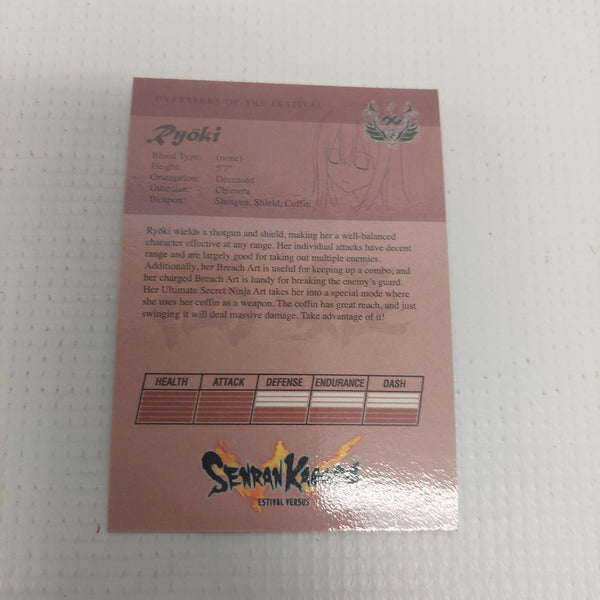 OVERSEERS OF THE FESTIVAL
Ryōki
Blood Type: (none)
Height: 5'7"
Organization: Deceased
Guardian: Chimera
Weapon: Shotgun, Shield, Coffin
Ryōki wields a shotgun and shield, making her a well-balanced
character effective at any range. Her individual attacks have decent
range and are largely good for taking out multiple enemies.
Additionally, her Breach Art is useful for keeping up a combo, and
her charged Breach Art is handy for breaking the enemy's guard.
Her Ultimate Secret Ninja Art takes her into a special mode where
she uses her coffin as a weapon. The coffin has great reach, and just
swinging it will deal massive damage. Take advantage of it!
HEALTH ATTACK DEFENSE ENDURANCE DASH
SENRAN KAGURA
ESTIVAL VERSUS